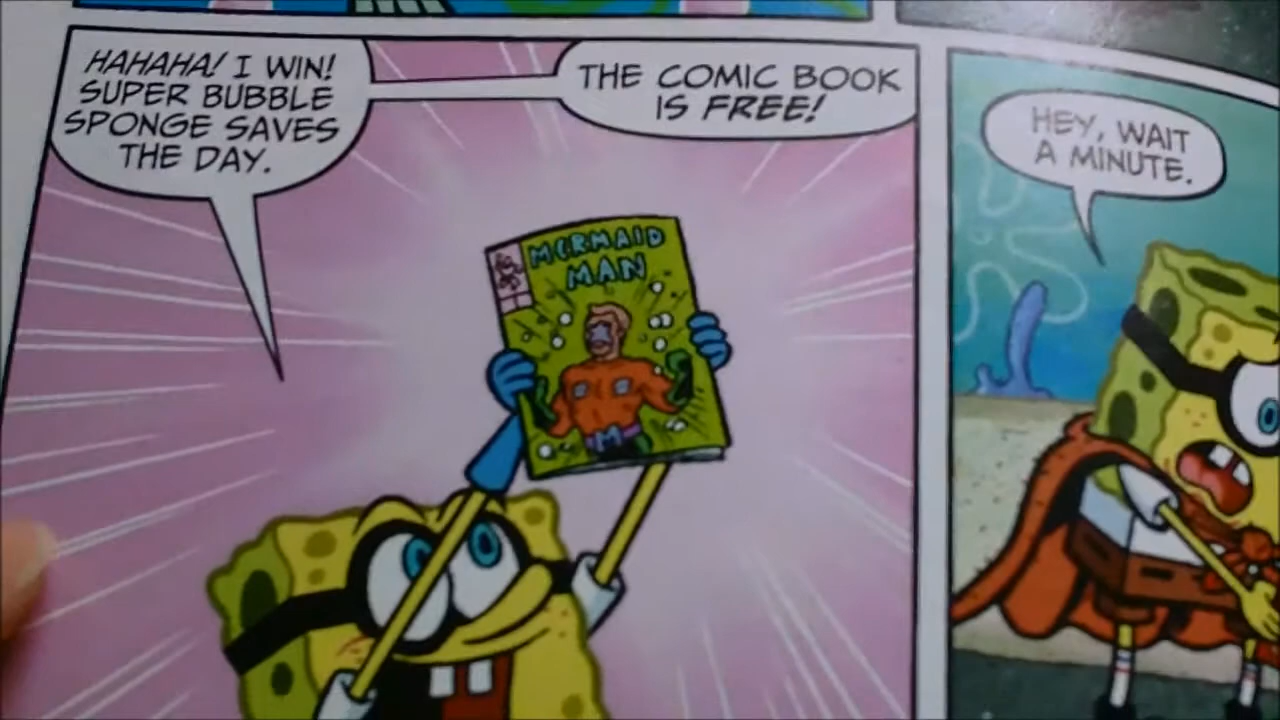 HAHAHA! I WIN!
SUPER BUBBLE
SPONGE SAVES
THE DAY.
THE COMIC BOOK
IS FREE!
MERMAID
MAN
M
HEY, WAIT
A MINUTE.